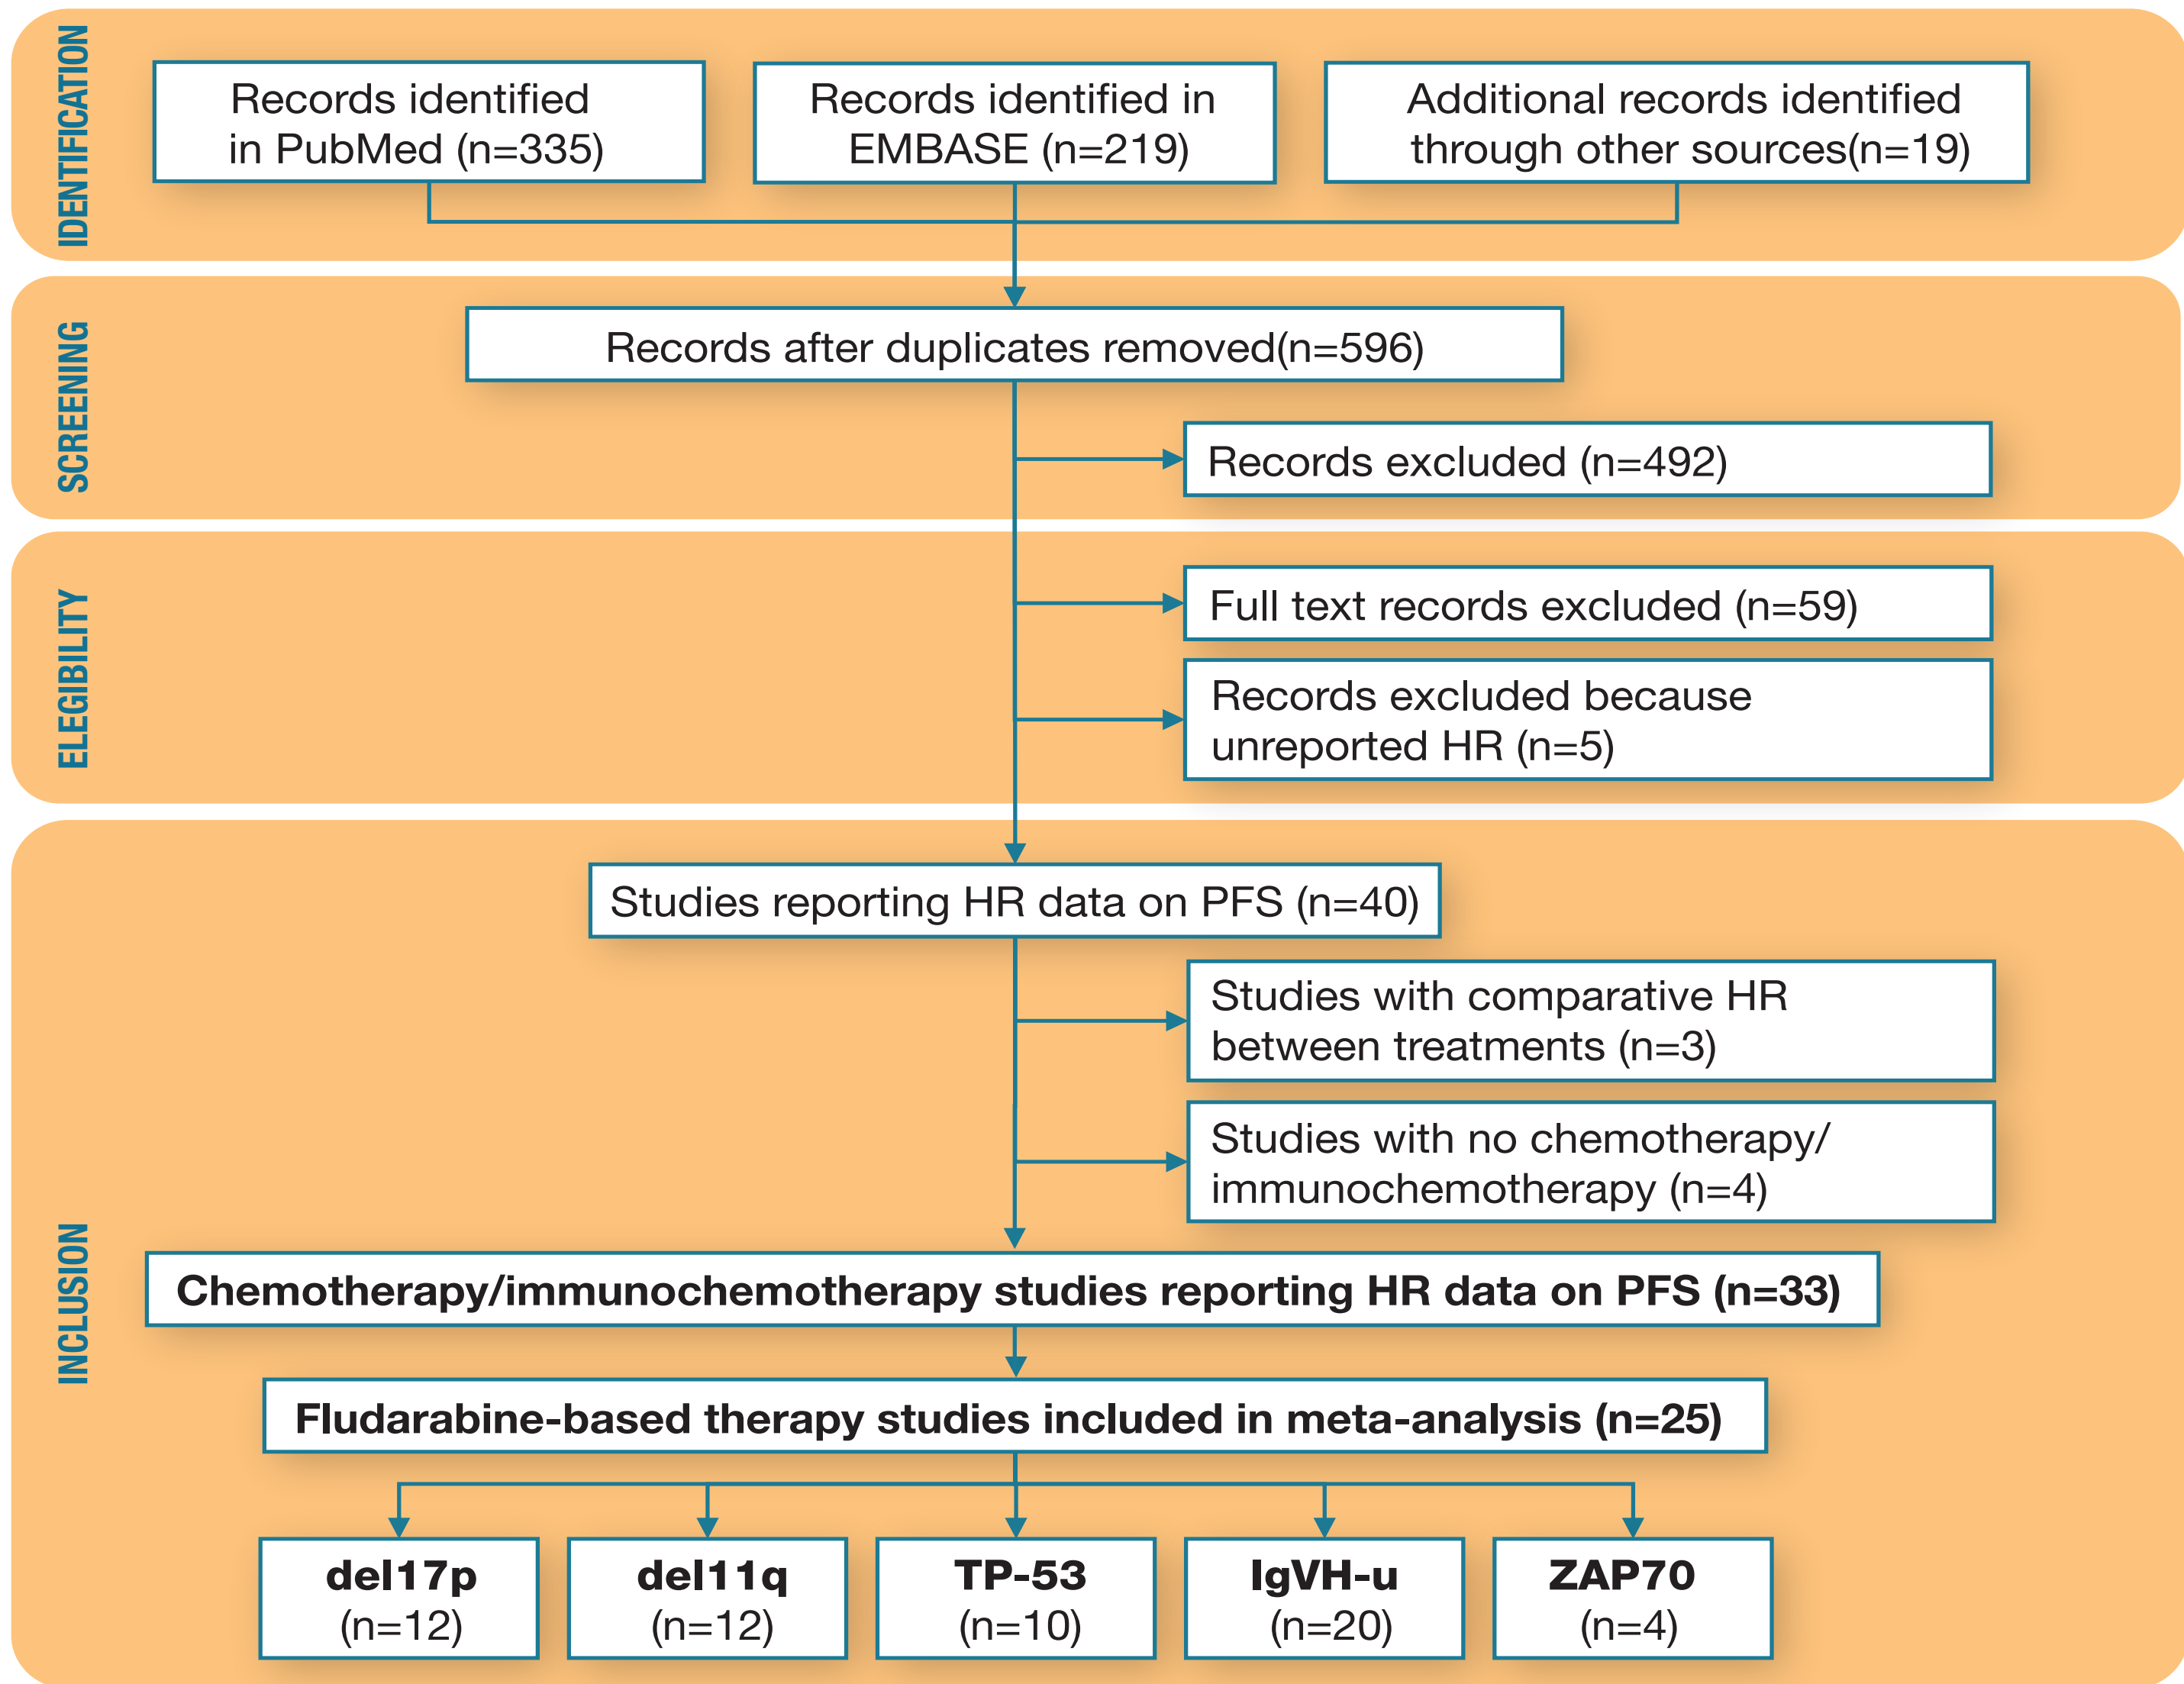 IDENTIFICATION
Records identified
in PubMed (n=335)
Records identified in
EMBASE (n=219)
Additional records identified
through other sources(n=19)
SCREENING
Records after duplicates removed(n=596)
Records excluded (n=492)
ELEGIBILITY
Full text records excluded (n=59)
Records excluded because
unreported HR (n=5)
INCLUSION
Studies reporting HR data on PFS (n=40)
Studies with comparative HR
between treatments (n=3)
Studies with no chemotherapy/
immunochemotherapy (n=4)
Chemotherapy/immunochemotherapy studies reporting HR data on PFS (n=33)
Fludarabine-based therapy studies included in meta-analysis (n=25)
del17p
(n=12)
del11q
(n=12)
TP-53
(n=10)
IgVH-u
(n=20)
ZAP70
(n=4)